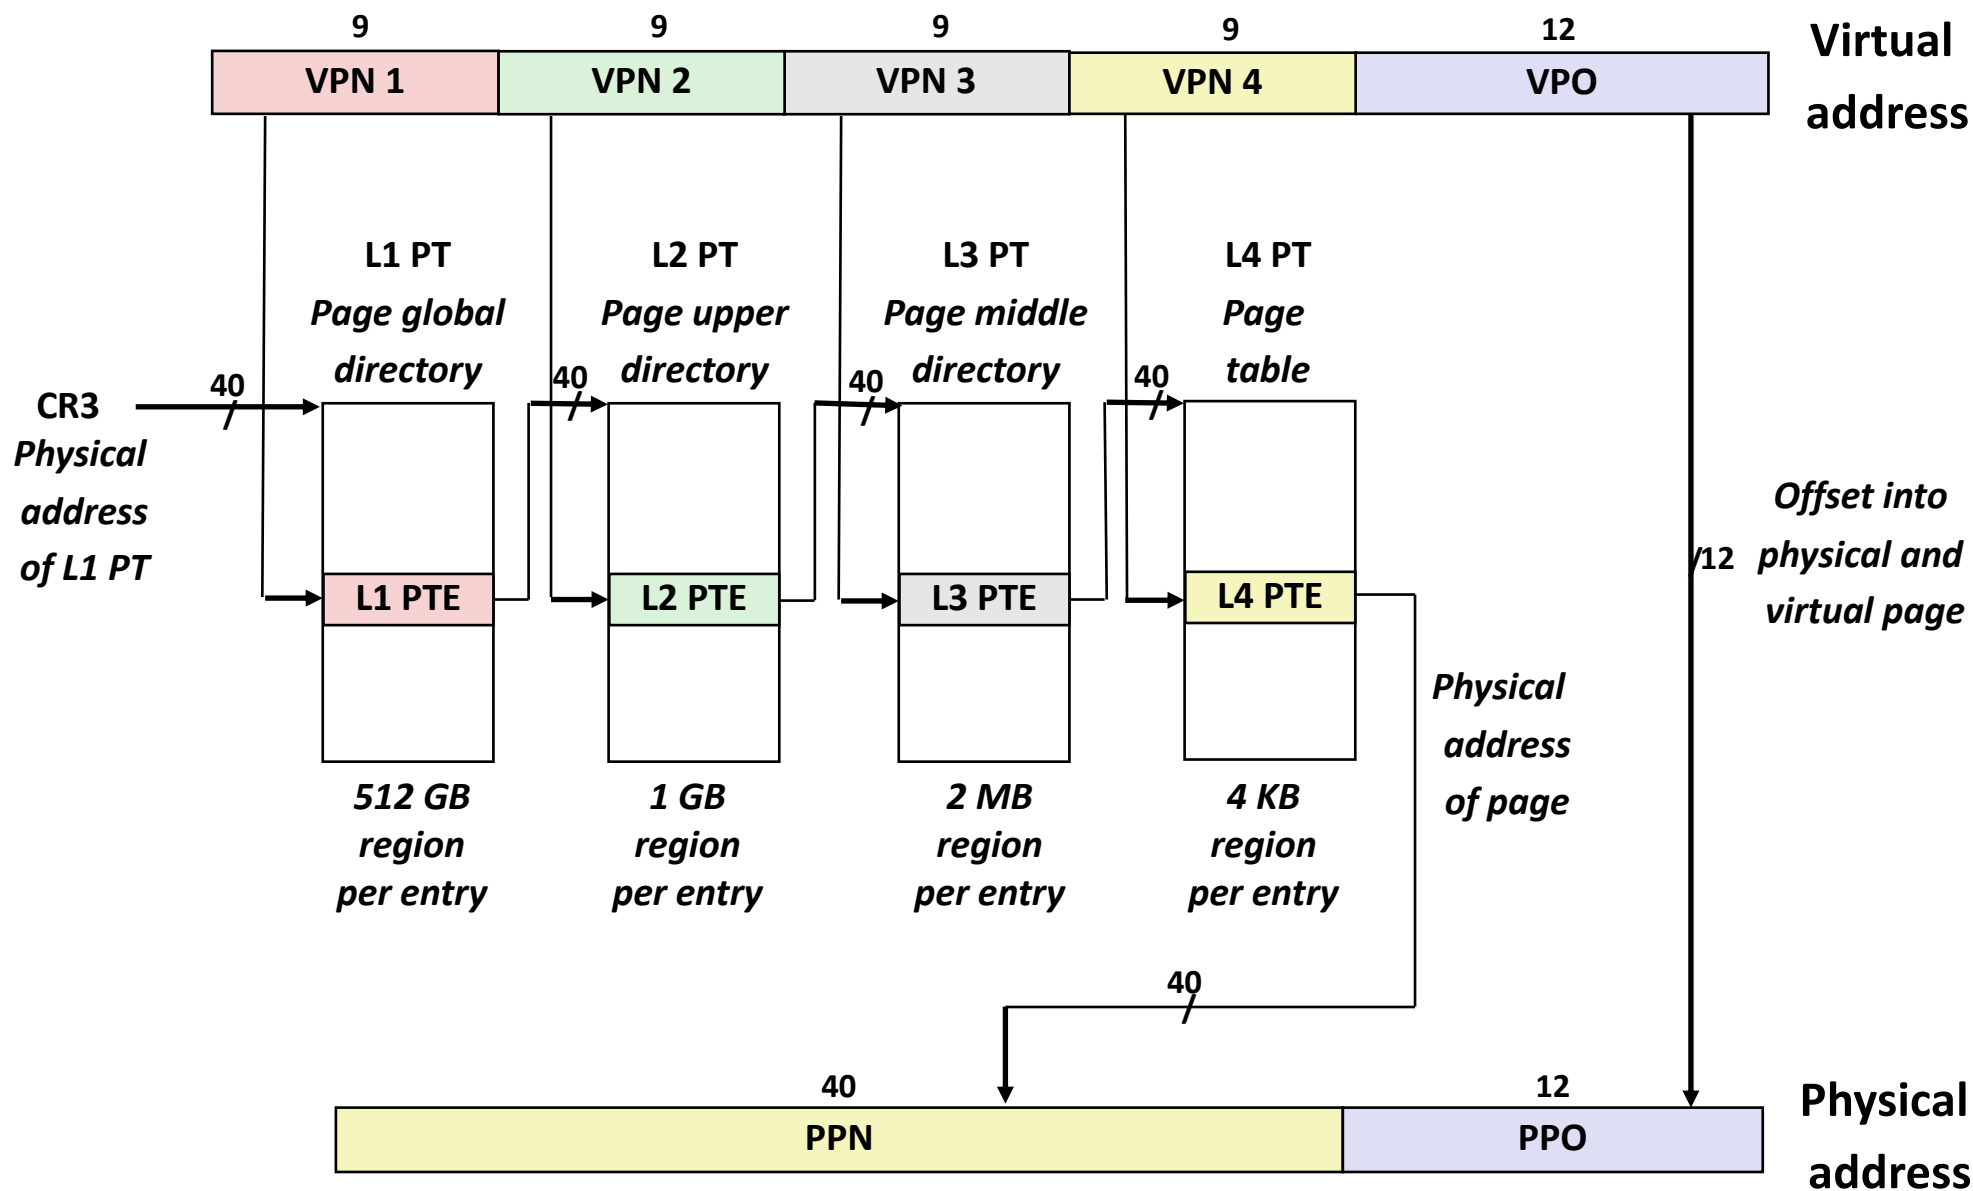 9 9 9 9 12
VPN 1 VPN 2 VPN 3 VPN 4 VPO
Virtual
address
L1 PT
Page global
directory
L2 PT
Page upper
directory
L3 PT
Page middle
directory
L4 PT
Page
table
CR3
Physical
address
of L1 PT
40
40
40
40
L1 PTE
L2 PTE
L3 PTE
L4 PTE
/12
Offset into
physical and
virtual page
512 GB
region
per entry
1 GB
region
per entry
2 MB
region
per entry
4 KB
region
per entry
Physical
address
of page
40
40 12
PPN PPO
Physical
address